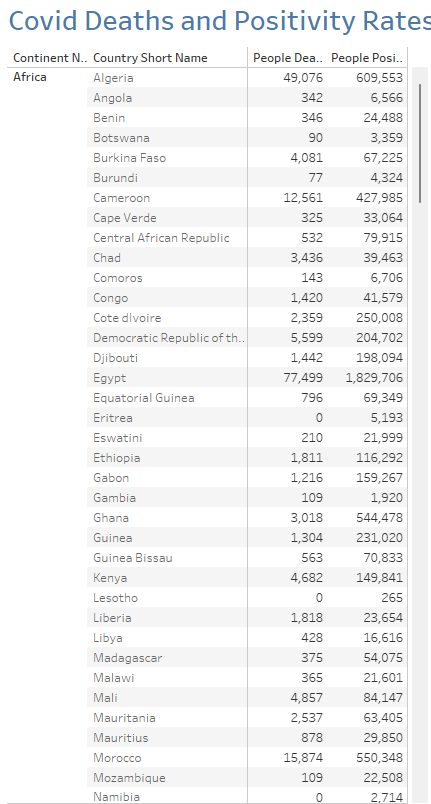 Covid Deaths and Positivity Rates
Continent N.. Country Short Name People Dea.. People Posi..
Africa Algeria 49,076 609,553
Angola 342 6,566
Benin 346 24,488
Botswana 90 3,359
Burkina Faso 4,081 67,225
Burundi 77 4,324
Cameroon 12,561 427,985
Cape Verde 325 33,064
Central African Republic 532 79,915
Chad 3,436 39,463
Comoros 143 6,706
Congo 1,420 41,579
Cote dIvoire 2,359 250,008
Democratic Republic of th.. 5,599 204,702
Djibouti 1,442 198,094
Egypt 77,499 1,829,706
Equatorial Guinea 796 69,349
Eritrea 0 5,193
Eswatini 210 21,999
Ethiopia 1,811 116,292
Gabon 1,216 159,267
Gambia 109 1,920
Ghana 3,018 544,478
Guinea 1,304 231,020
Guinea Bissau 563 70,833
Kenya 4,682 149,841
Lesotho 0 265
Liberia 1,818 23,654
Libya 428 16,616
Madagascar 375 54,075
Malawi 365 21,601
Mali 4,857 84,147
Mauritania 2,537 63,405
Mauritius 878 29,850
Morocco 15,874 550,348
Mozambique 109 22,508
Namibia 0 2,714